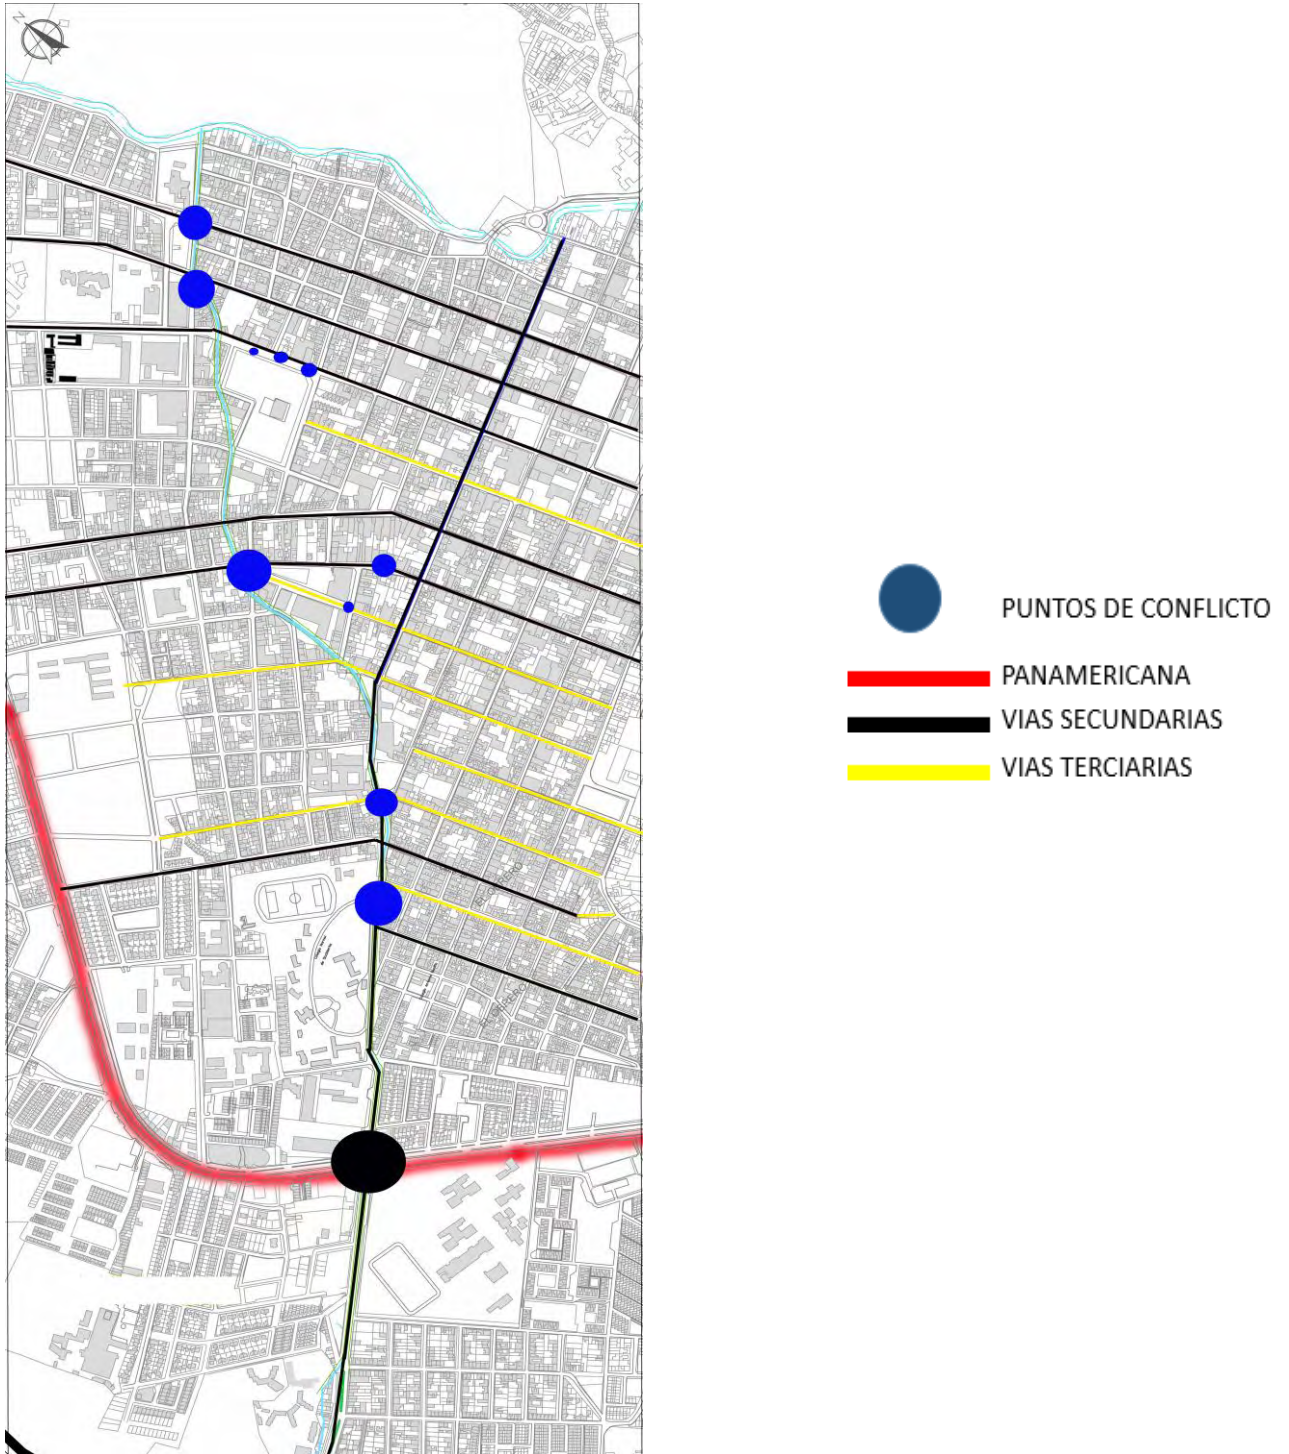 N
PUNTOS DE CONFLICTO
PANAMERICANA
VIAS SECUNDARIAS
VIAS TERCIARIAS